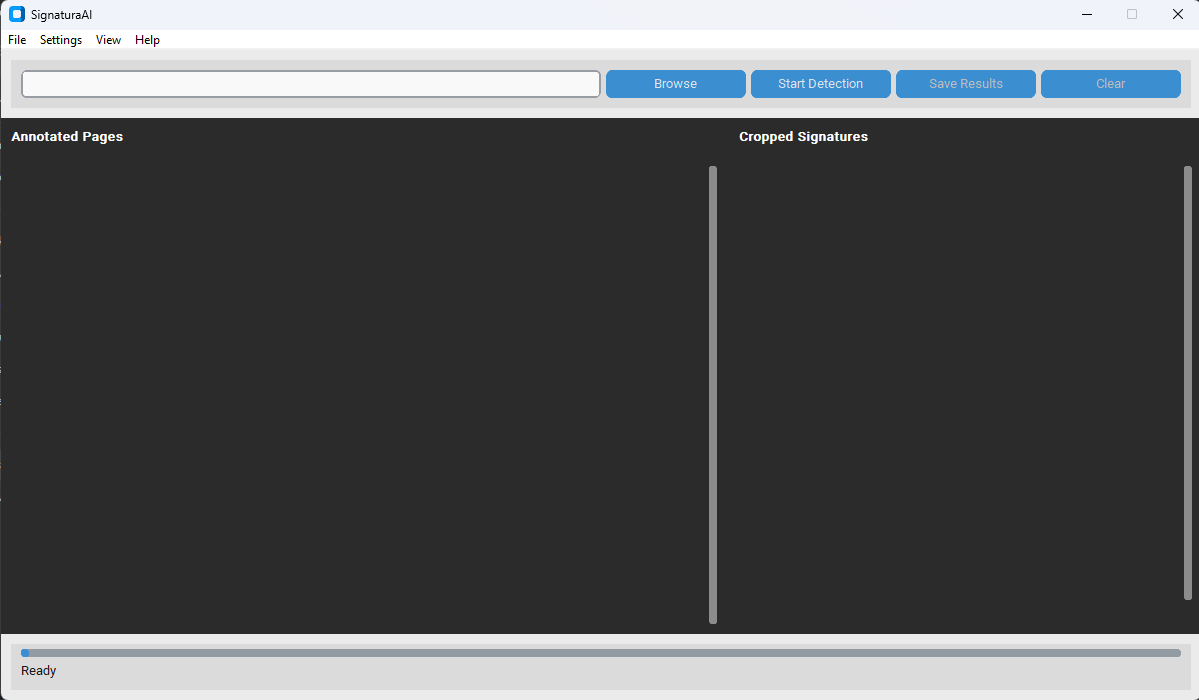 SignaturaAI
File Settings View Help
Browse Start Detection Save Results Clear
Annotated Pages Cropped Signatures
Ready